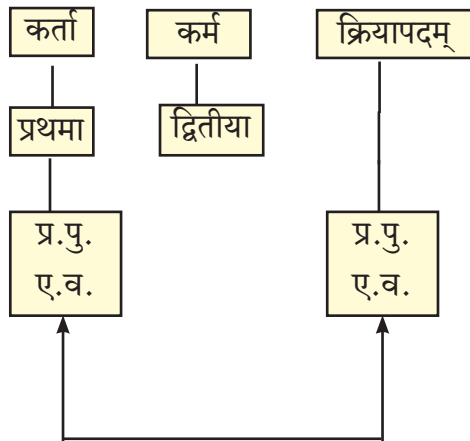 कर्ता कर्म क्रियापदम्
प्रथमा द्वितीया
प्र.पु. प्र.पु.
ए.व. ए.व.